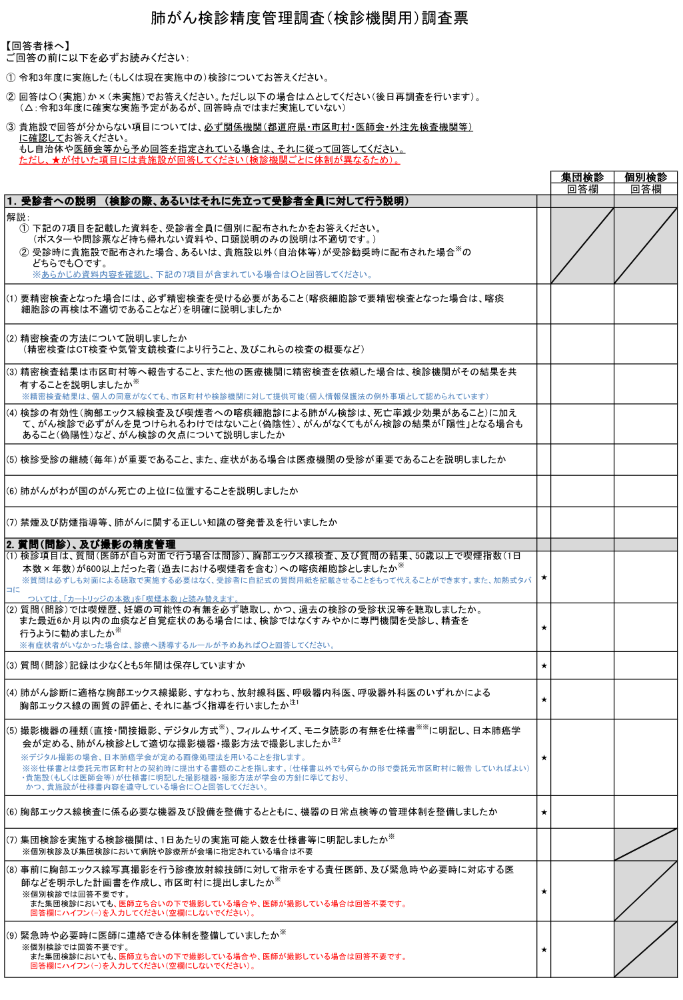 肺がん検診精度管理調査(検診機関用)調査票
【回答者様へ】
ご回答の前に以下を必ずお読みください:
① 令和3年度に実施した(もしくは現在実施中の)検診についてお答えください。
② 回答は○(実施)か×(未実施)でお答えください。ただし以下の場合は△としてください(後日再調査を行います)。
(△:令和3年度に確実な実施予定があるが、回答時点ではまだ実施していない)
③ 貴施設で回答が分からない項目については、必ず関係機関(都道府県・市区町村・医師会・外注先検査機関等)
に確認してお答えください。
もし自治体や医師会等から予め回答を指定されている場合は、それに従って回答してください。
ただし、★が付いた項目には貴施設が回答してください(検診機関ごとに体制が異なるため)。
集団検診 個別検診
回答欄 回答欄
1. 受診者への説明 (検診の際、あるいはそれに先立って受診者全員に対して行う説明)
解説:
① 下記の7項目を記載した資料を、受診者全員に個別に配布されたかをお答えください。
(ポスターや問診票など持ち帰れない資料や、口頭説明のみの説明は不適切です。)
② 受診時に貴施設で配布された場合、あるいは、貴施設以外(自治体等)が受診勧奨時に配布された場合※の
どちらでも○です。
※あらかじめ資料内容を確認し、下記の7項目が含まれている場合は○と回答してください。
(1) 要精密検査となった場合には、必ず精密検査を受ける必要があること(喀痰細胞診で要精密検査となった場合は、喀痰
細胞診の再検は不適切であることなど)を明確に説明しましたか
(2) 精密検査の方法について説明しましたか
(精密検査はCT検査や気管支鏡検査により行うこと、及びこれらの検査の概要など)
(3) 精密検査結果は市区町村等へ報告すること、また他の医療機関に精密検査を依頼した場合は、検診機関がその結果を共
有することを説明しましたか※
※精密検査結果は、個人の同意がなくても、市区町村や検診機関に対して提供可能(個人情報保護法の例外事項として認められています)
(4) 検診の有効性(胸部エックス線検査及び喫煙者への喀痰細胞診による肺がん検診は、死亡率減少効果があること)に加え
て、がん検診で必ずがんを見つけられるわけではないこと(偽陰性)、がんがなくてもがん検診の結果が「陽性」となる場合も
あること(偽陽性)など、がん検診の欠点について説明しましたか
(5) 検診受診の継続(毎年)が重要であること、また、症状がある場合は医療機関の受診が重要であることを説明しましたか
(6) 肺がんがわが国のがん死亡の上位に位置することを説明しましたか
(7) 禁煙及び防煙指導等、肺がんに関する正しい知識の啓発普及を行いましたか
2. 質問(問診)、及び撮影の精度管理
(1) 検診項目は、質問(医師が自ら対面で行う場合は問診)、胸部エックス線検査、及び質問の結果、50歳以上で喫煙指数(1日
本数×年数)が600以上だった者(過去における喫煙者を含む)への喀痰細胞診としましたか※
※質問は必ずしも対面による聴取で実施する必要はなく、受診者に自記式の質問用紙を記載させることをもって代えることができます。また、加熱式タバ
コに
ついては、「カートリッジの本数」を「喫煙本数」と読み替えます。
★
(2) 質問(問診)では喫煙歴、妊娠の可能性の有無を必ず聴取し、かつ、過去の検診の受診状況等を聴取しましたか。
また最近6か月以内の血痰など自覚症状のある場合には、検診ではなくすみやかに専門機関を受診し、精査を
行うように勧めましたか※
※有症状者がいなかった場合は、診療へ誘導するルールが予めあれば○と回答してください。
★
(3) 質問(問診)記録は少なくとも5年間は保存していますか
★
(4) 肺がん診断に適格な胸部エックス線撮影、すなわち、放射線科医、呼吸器内科医、呼吸器外科医のいずれかによる
胸部エックス線の画質の評価と、それに基づく指導を行いましたか注1
★
(5) 撮影機器の種類(直接・間接撮影、デジタル方式※)、フィルムサイズ、モニタ読影の有無を仕様書※※に明記し、日本肺癌学
会が定める、肺がん検診として適切な撮影機器・撮影方法で撮影しましたか注2
※デジタル撮影の場合、日本肺癌学会が定める画像処理法を用いることを指します。
※※仕様書とは委託元市区町村との契約時に提出する書類のことを指します。(仕様書以外でも何らかの形で委託元市区町村に報告 していればよい)
・貴施設(もしくは医師会等)が仕様書に明記した撮影機器・撮影方法が学会の方針に準じており、
かつ、貴施設が仕様書内容を遵守している場合に○と回答してください。
★
(6) 胸部エックス線検査に係る必要な機器及び設備を整備するとともに、機器の日常点検等の管理体制を整備しましたか
★
(7) 集団検診を実施する検診機関は、1日あたりの実施可能人数を仕様書等に明記しましたか※
※個別検診及び集団検診において病院や診療所が会場に指定されている場合は不要
(8) 事前に胸部エックス線写真撮影を行う診療放射線技師に対して指示をする責任医師、及び緊急時や必要時に対応する医
師などを明示した計画書を作成し、市区町村に提出しましたか※
※個別検診では回答不要です。
また集団検診においても、医師立ち合いの下で撮影している場合や、医師が撮影している場合は回答不要です。
回答欄にハイフン(-)を入力してください(空欄にしないでください)。
★
(9) 緊急時や必要時に医師に連絡できる体制を整備していましたか※
※個別検診では回答不要です。
また集団検診においても、医師立ち合いの下で撮影している場合や、医師が撮影している場合は回答不要です。
回答欄にハイフン(-)を入力してください(空欄にしないでください)。
★